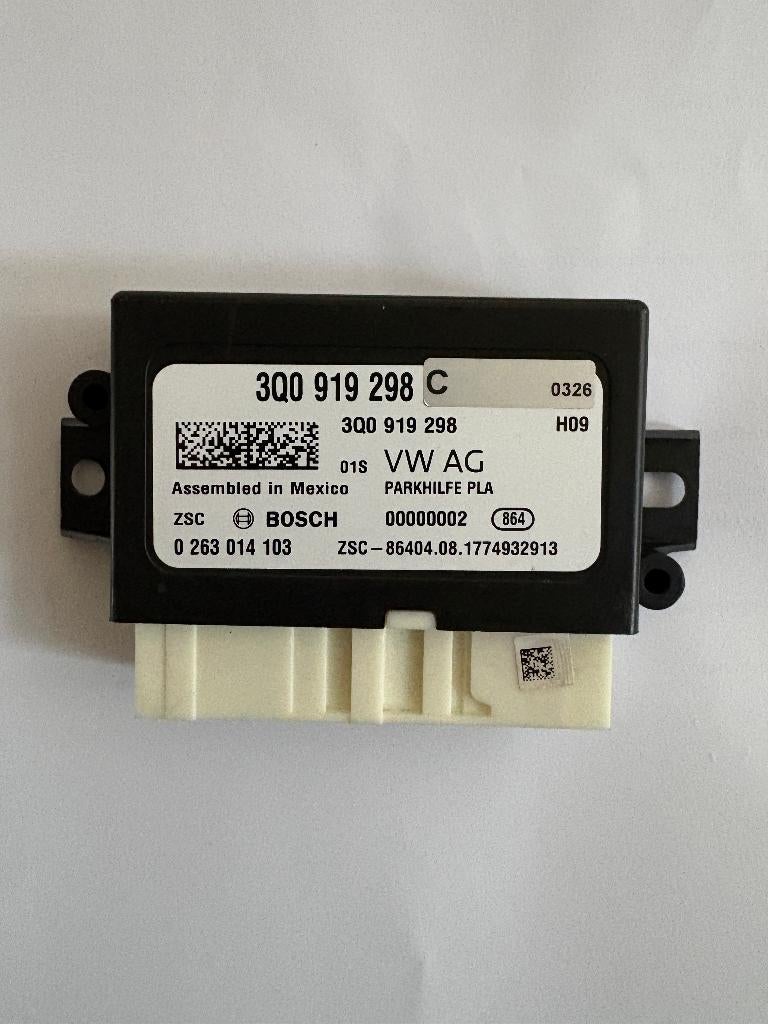 3Q0 919 298 C 0326
3Q0 919 298 H09
01S VW AG
Assembled in Mexico PARKHILFE PLA
ZSC BOSCH 00000002 864
0 263 014 103 ZSC-86404.08.1774932913